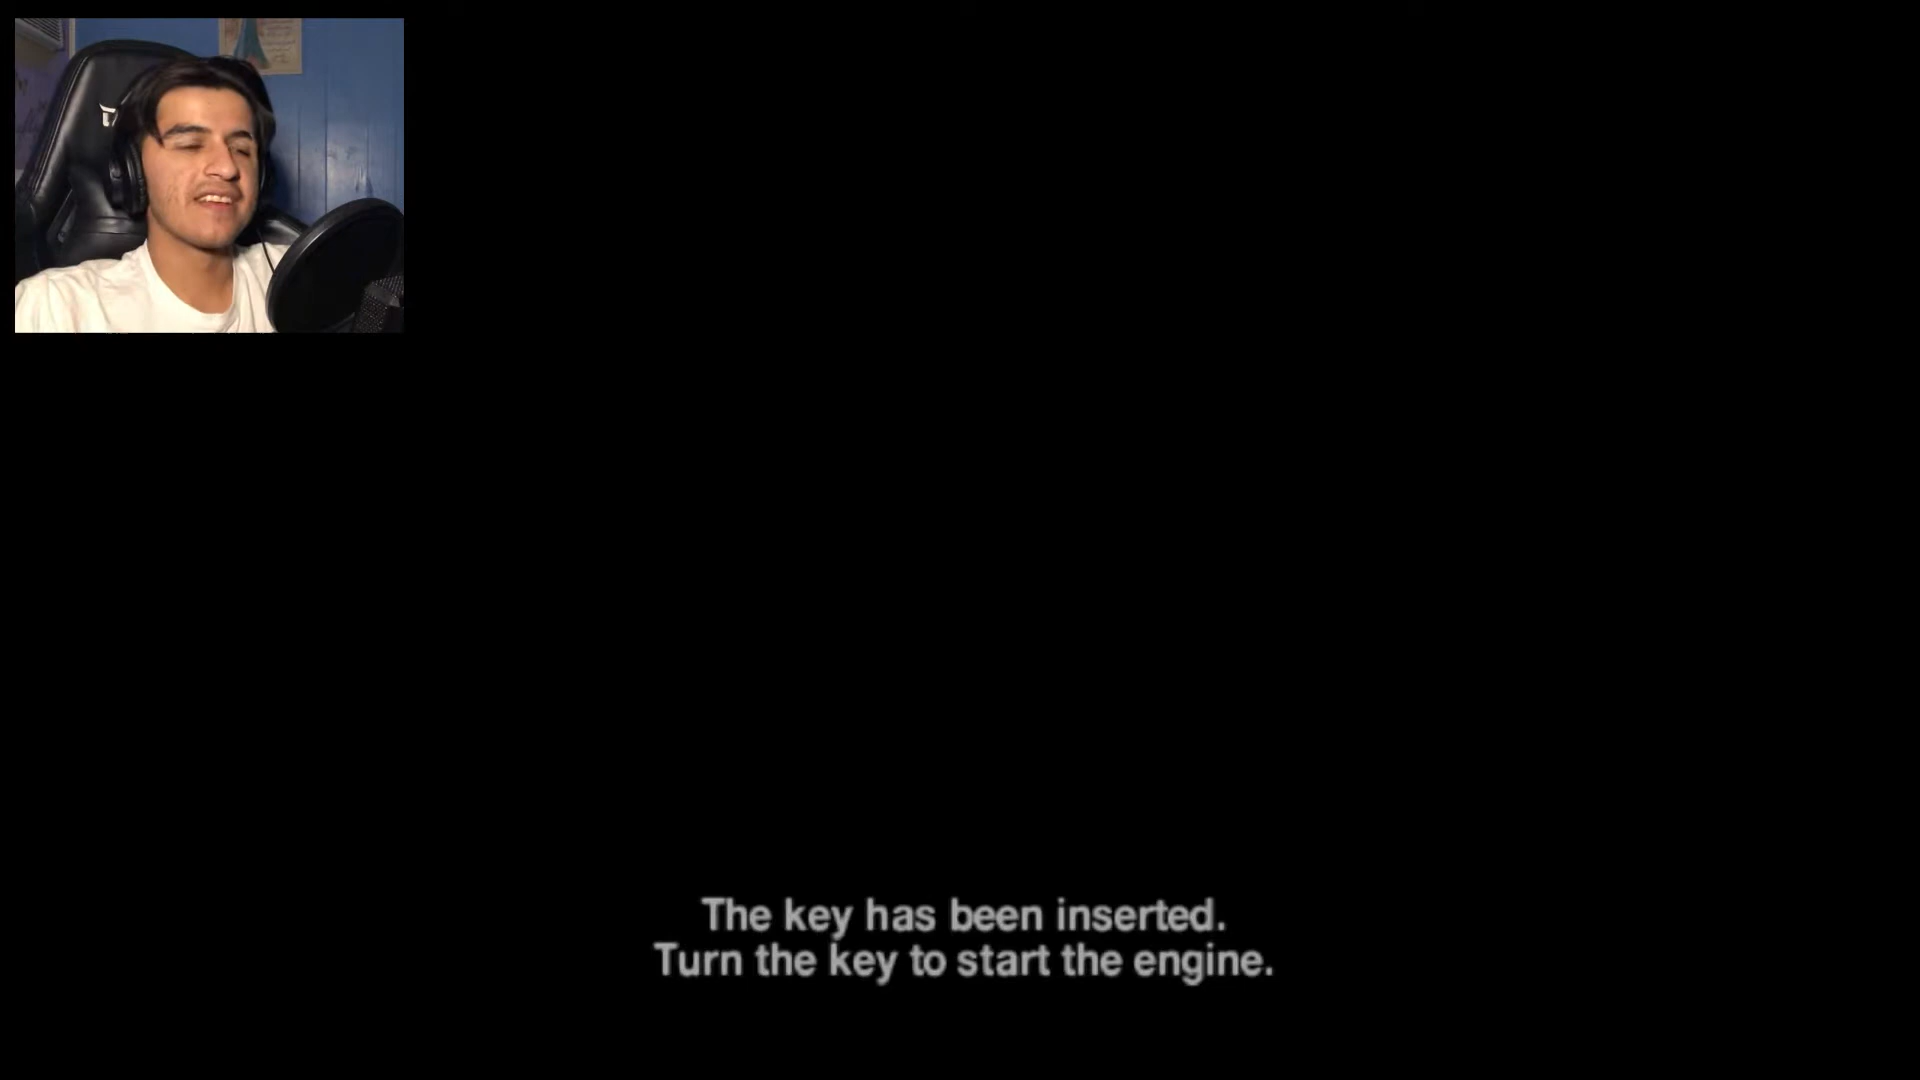 The key has been inserted.
Turn the key to start the engine.